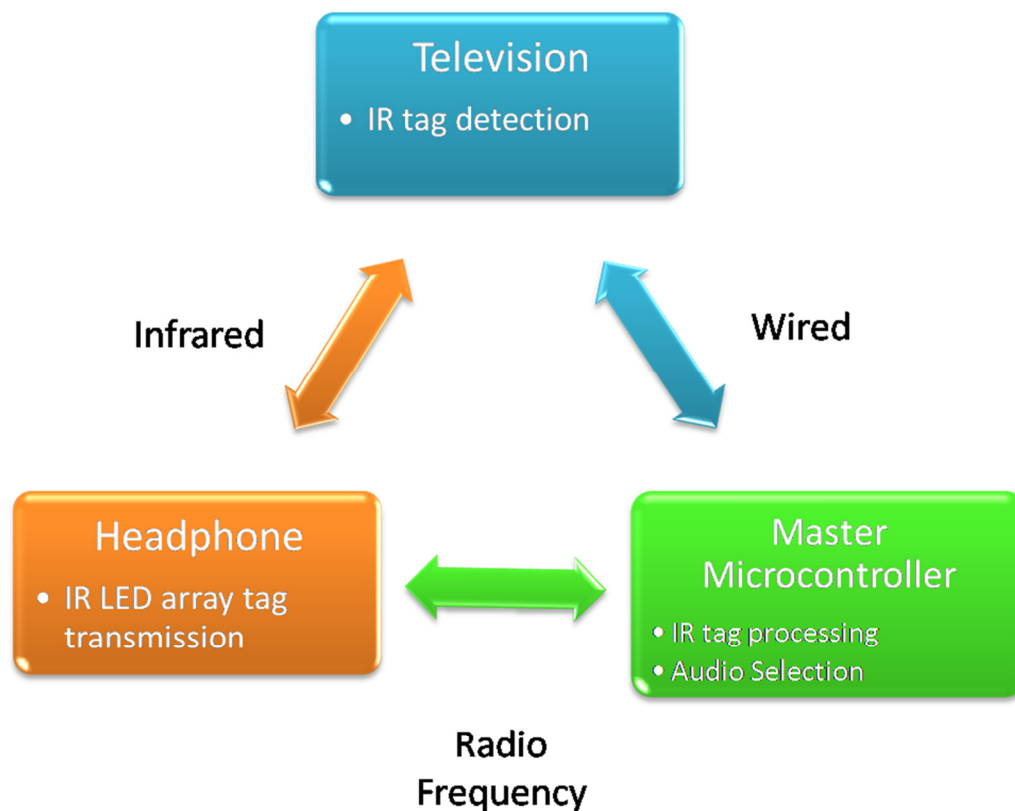 Television
• IR tag detection
Infrared
Wired
Headphone
• IR LED array tag
transmission
Master
Microcontroller
• IR tag processing
• Audio Selection
Radio
Frequency